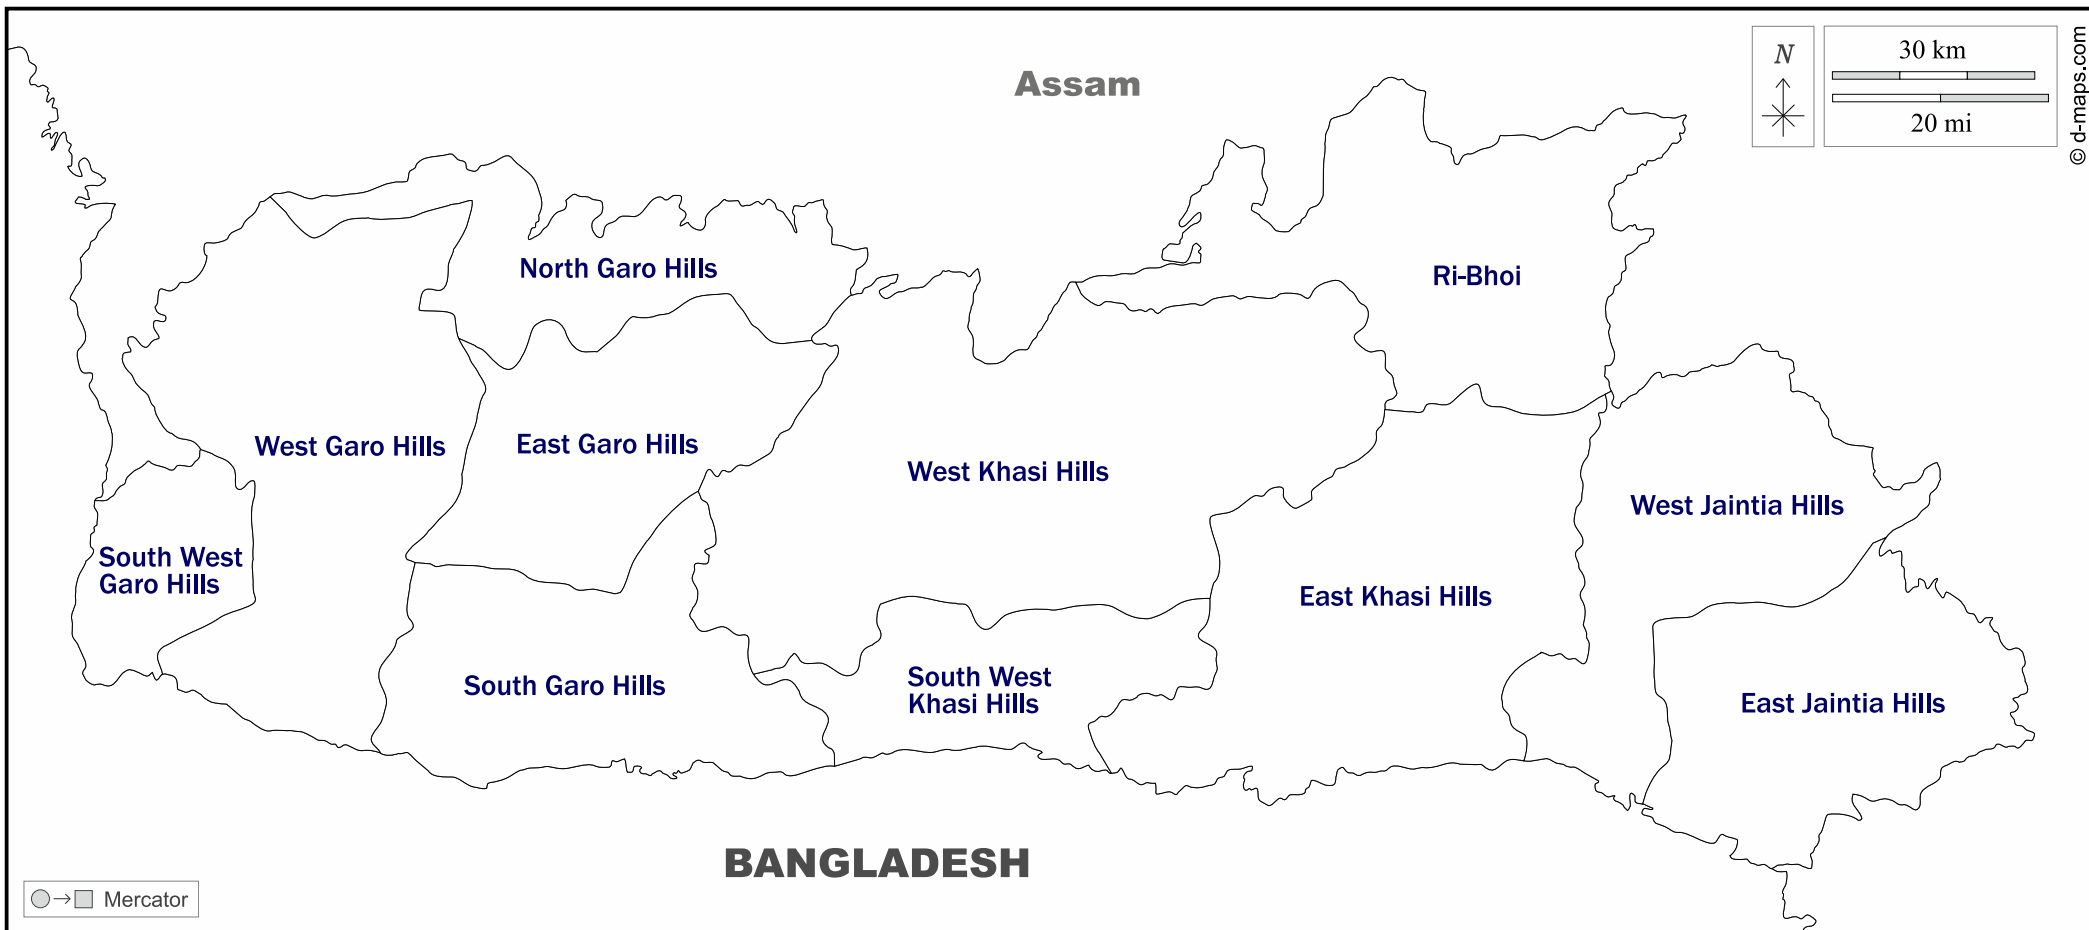 Assam
N
30 km
20 mi
© d-maps.com
North Garo Hills
Ri-Bhoi
West Garo Hills
East Garo Hills
West Khasi Hills
West Jaintia Hills
South West
Garo Hills
East Khasi Hills
South Garo Hills
South West
Khasi Hills
East Jaintia Hills
BANGLADESH
Mercator